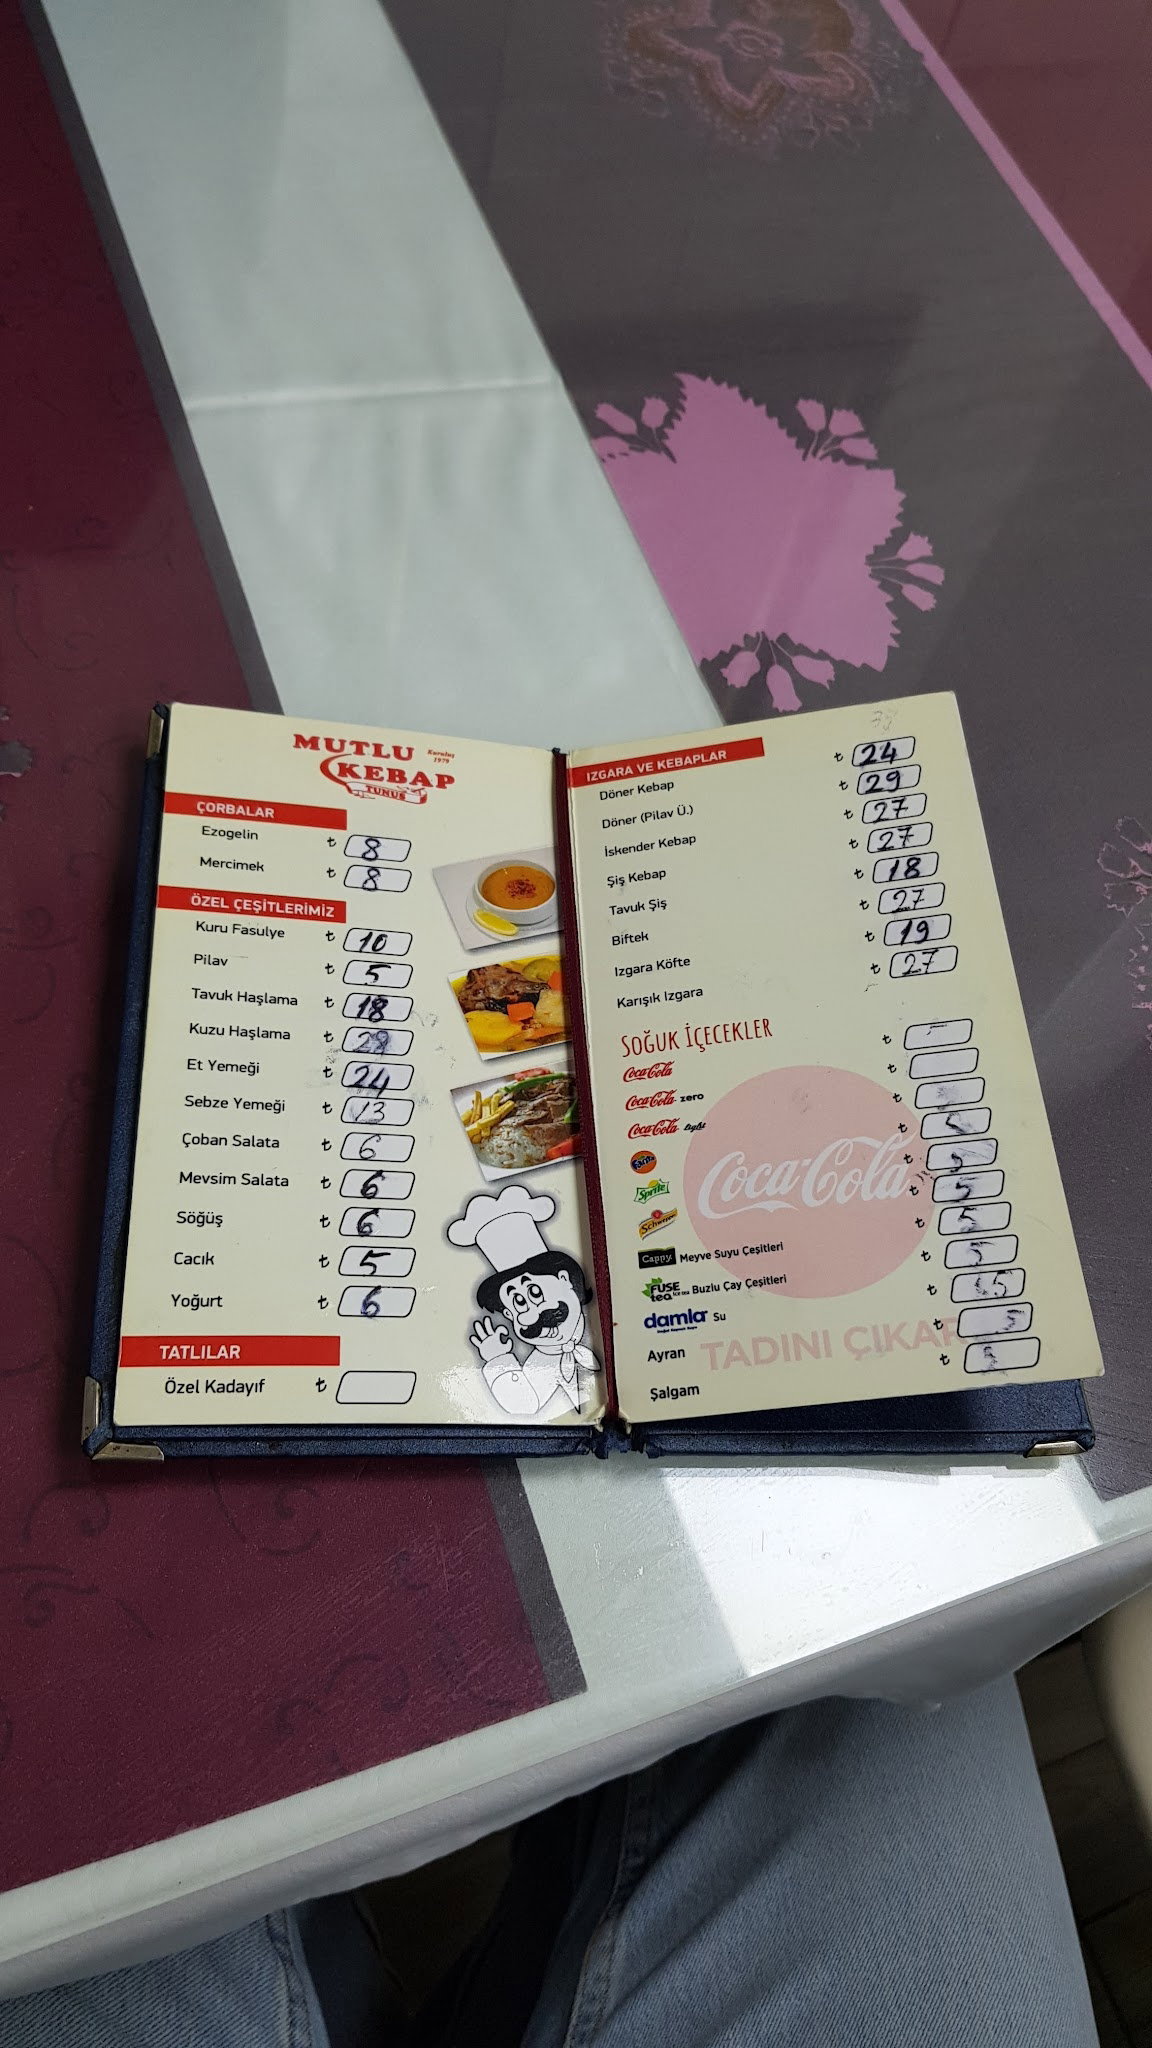 MUTLU
KEBAP
TUNUS
Kuruluş
1979
ÇORBALAR
Ezogelin ₺ 8
Mercimek ₺ 8
ÖZEL ÇEŞİTLERİMİZ
Kuru Fasulye ₺ 10
Pilav ₺ 5
Tavuk Haşlama ₺ 18
Kuzu Haşlama ₺ 28
Et Yemeği ₺ 24
Sebze Yemeği ₺ 13
Çoban Salata ₺ 6
Mevsim Salata ₺ 6
Söğüş ₺ 6
Cacık ₺ 5
Yoğurt ₺ 6
TATLILAR
Özel Kadayıf ₺
IZGARA VE KEBAPLAR
Döner Kebap ₺ 24
Döner (Pilav Ü.) ₺ 29
İskender Kebap ₺ 27
Şiş Kebap ₺ 27
Tavuk Şiş ₺ 18
Biftek ₺ 27
Izgara Köfte ₺ 19
Karışık Izgara ₺ 27
SOĞUK İÇECEKLER
Coca-Cola ₺
Coca-Cola zero ₺
Coca-Cola light ₺
Fanta ₺
Sprite ₺
Schweppes ₺ 5
Cappy Meyve Suyu Çeşitleri ₺ 5
FUSE tea Buzlu Çay Çeşitleri ₺ 5
damla Su ₺
Ayran ₺
Şalgam ₺
Coca-Cola
TADINI ÇIKAR